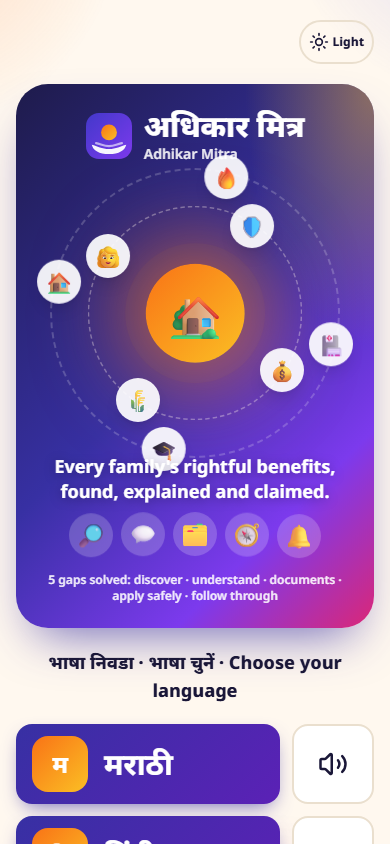 Light
अधिकार मित्र
Adhikar Mitra
Every family's rightful benefits,
found, explained and claimed.
5 gaps solved: discover · understand · documents ·
apply safely · follow through
भाषा निवडा · भाषा चुनें · Choose your
language
म मराठी